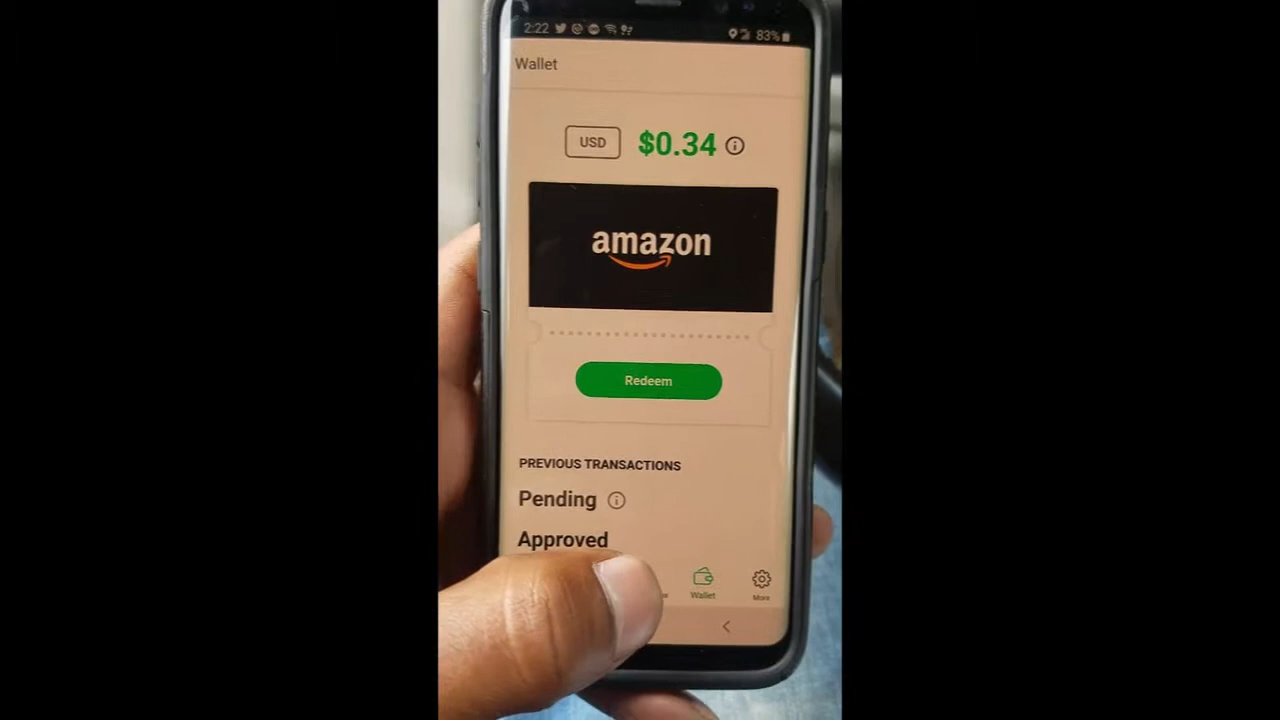 2:22 83%
Wallet
USD $0.34
amazon
Redeem
PREVIOUS TRANSACTIONS
Pending
Approved
Wallet More